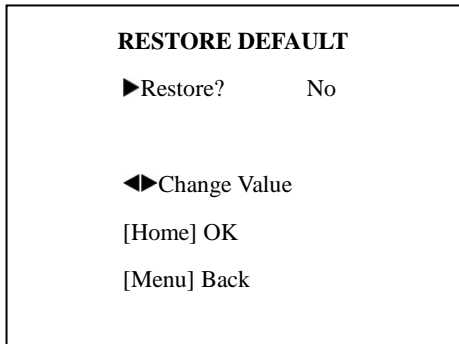 RESTORE DEFAULT
▶Restore? No
◀▶Change Value
[Home] OK
[Menu] Back